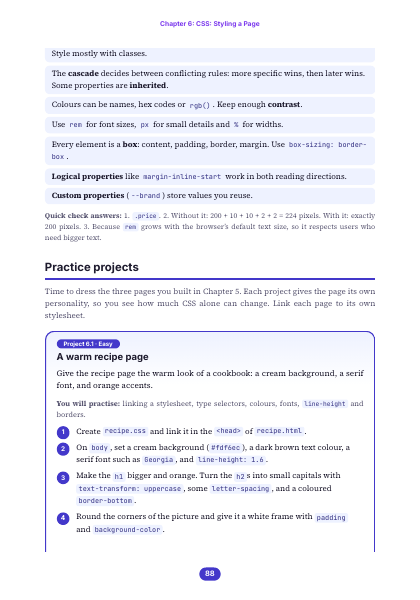 Chapter 6: CSS: Styling a Page
Style mostly with classes.
The cascade decides between conflicting rules: more specific wins, then later wins.
Some properties are inherited.
Colours can be names, hex codes or rgb() . Keep enough contrast.
Use rem for font sizes, px for small details and % for widths.
Every element is a box: content, padding, border, margin. Use box-sizing: border-
box .
Logical properties like margin-inline-start work in both reading directions.
Custom properties ( --brand ) store values you reuse.
Quick check answers: 1. .price . 2. Without it: 200 + 10 + 10 + 2 + 2 = 224 pixels. With it: exactly
200 pixels. 3. Because rem grows with the browser's default text size, so it respects users who
need bigger text.
Practice projects
Time to dress the three pages you built in Chapter 5. Each project gives the page its own
personality, so you see how much CSS alone can change. Link each page to its own
stylesheet.
Project 6.1 · Easy
A warm recipe page
Give the recipe page the warm look of a cookbook: a cream background, a serif
font, and orange accents.
You will practise: linking a stylesheet, type selectors, colours, fonts, line-height and
borders.
1 Create recipe.css and link it in the <head> of recipe.html .
2 On body , set a cream background ( #fdf6ec ), a dark brown text colour, a
serif font such as Georgia , and line-height: 1.6 .
3 Make the h1 bigger and orange. Turn the h2 s into small capitals with
text-transform: uppercase , some letter-spacing , and a coloured
border-bottom .
4 Round the corners of the picture and give it a white frame with padding
and background-color .
88